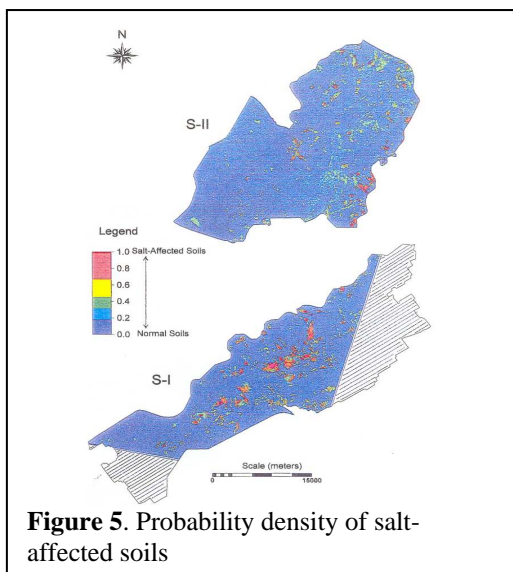 N
S-II
Legend
1.0 Salt-Affected Soils
0.8
0.6
0.4
0.2
0.0 Normal Soils
S-I
Scale (meters)
0 15000
Figure 5. Probability density of salt-
affected soils